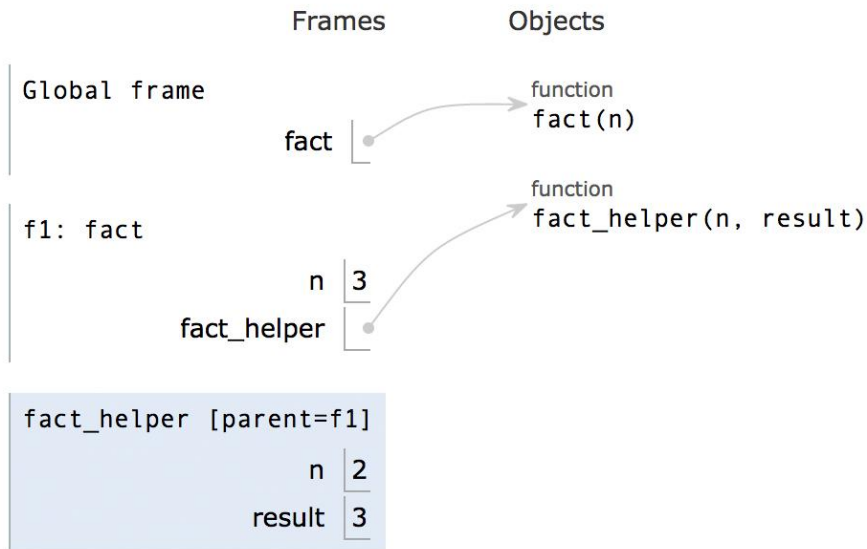 Frames Objects
Global frame
function
fact(n)
fact
function
fact_helper(n, result)
f1: fact
n 3
fact_helper
fact_helper [parent=f1]
n 2
result 3